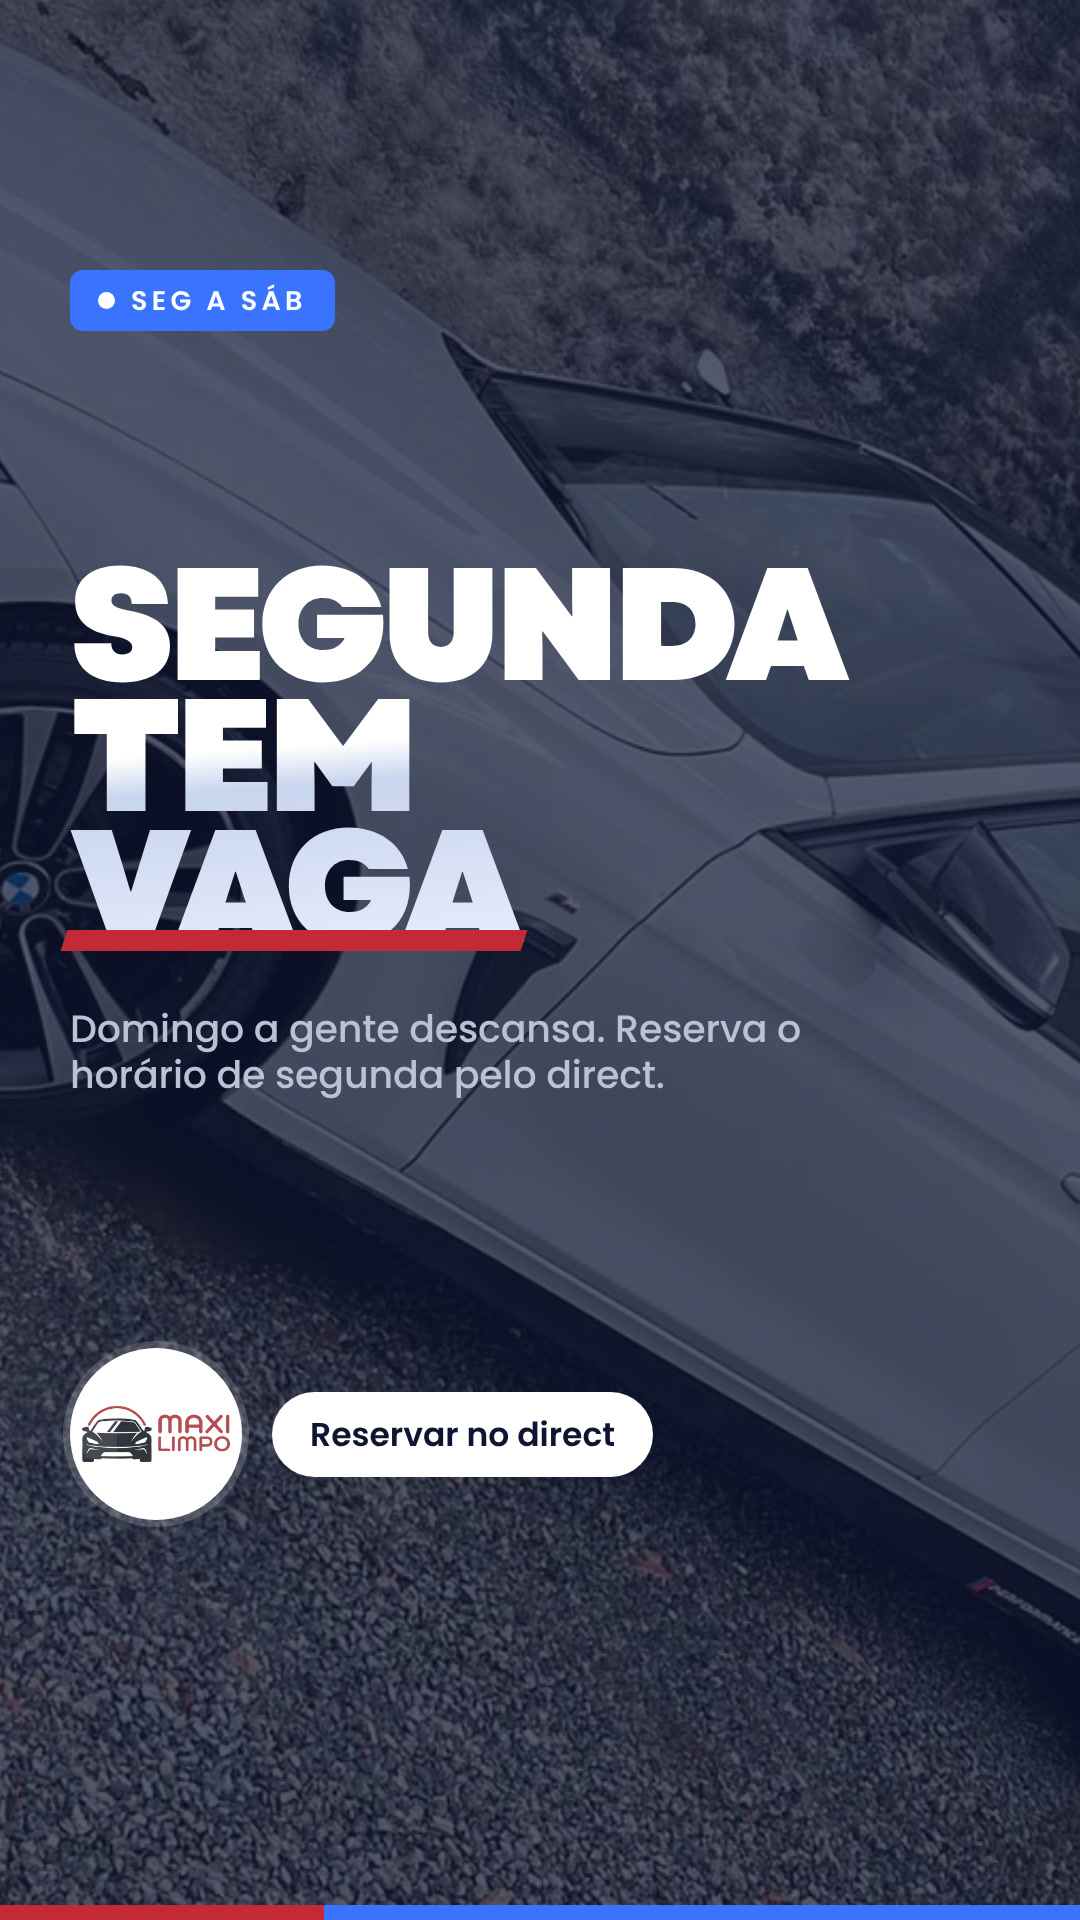 SEG A SÁB
SEGUNDA
TEM
VAGA
Domingo a gente descansa. Reserva o
horário de segunda pelo direct.
MAXI
LIMPO
Reservar no direct
PERFORMANCE